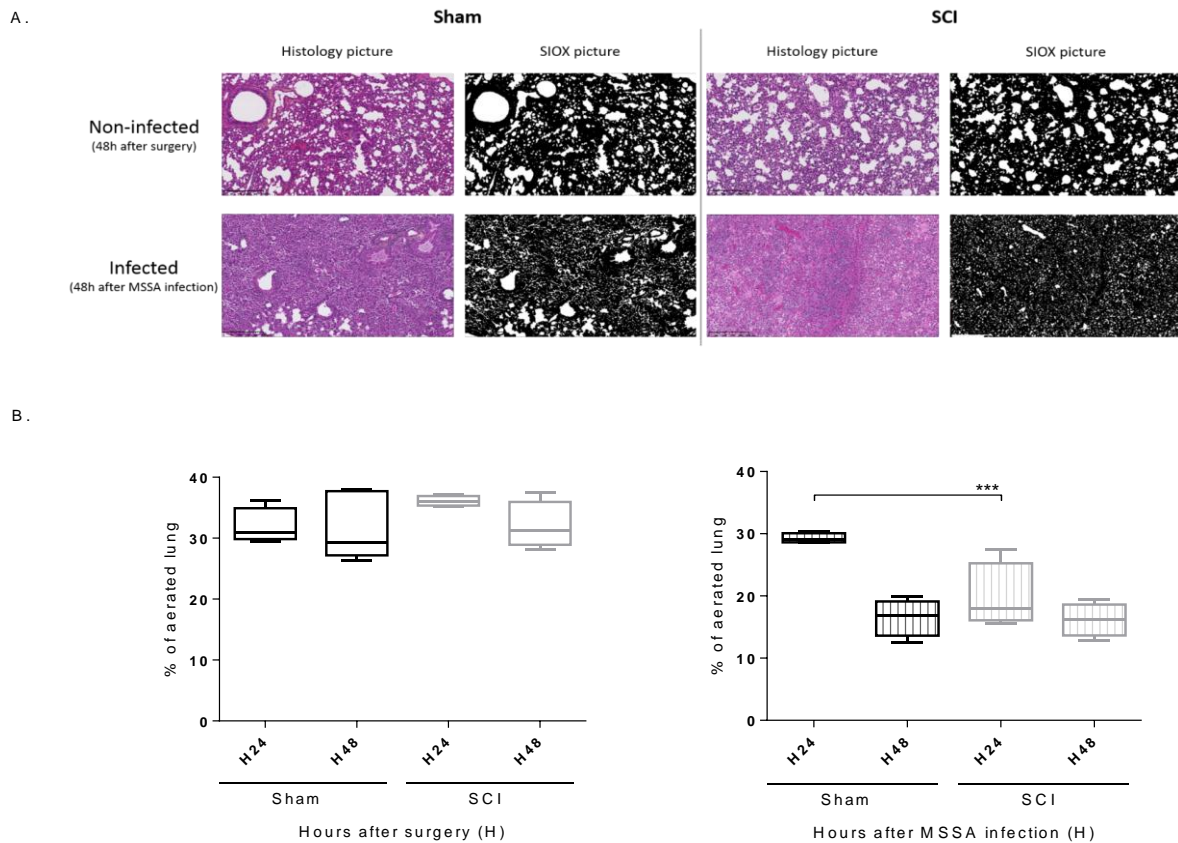 A.
Sham
SCI
Histology picture
SIOX picture
Histology picture
SIOX picture
Non-infected
(48h after surgery)
Infected
(48h after MSSA infection)
B.
% of aerated lung
40
30
20
10
0
H24
H48
H24
H48
Sham
SCI
Hours after surgery (H)
% of aerated lung
40
30
20
10
0
***
H24
H48
H24
H48
Sham
SCI
Hours after MSSA infection (H)